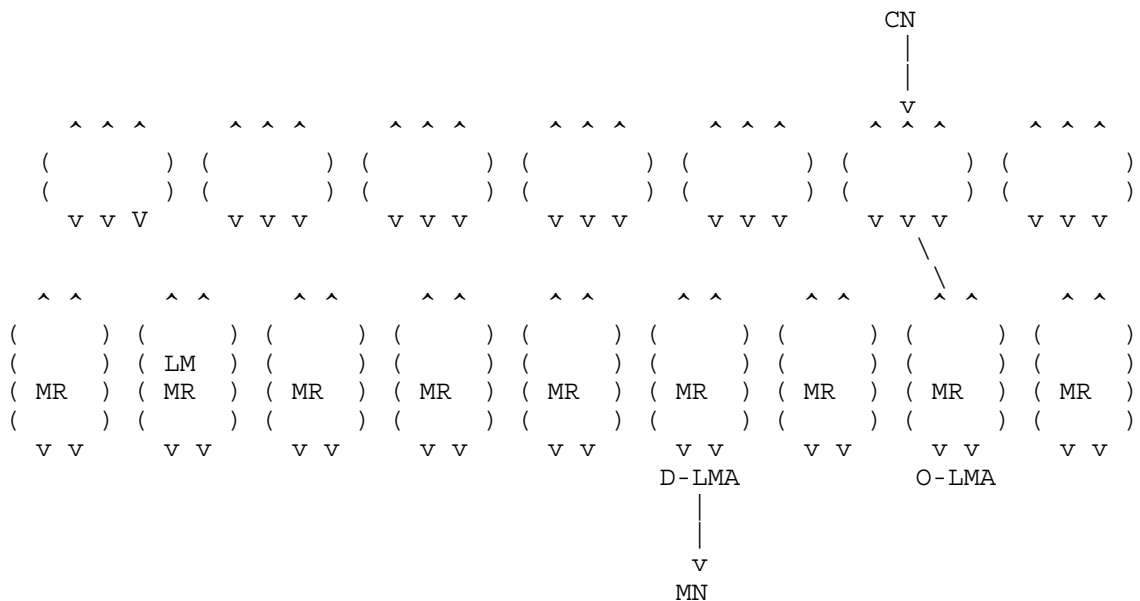 CN
|
|
v
^ ^ ^ ^ ^ ^ ^ ^ ^ ^ ^ ^ ^ ^ ^ ^ ^ ^ ^ ^ ^
( ) ( ) ( ) ( ) ( ) ( ) ( )
( ) ( ) ( ) ( ) ( ) ( ) ( )
v v V v v v v v v v v v v v v v v v v v v
\
\
^ ^ ^ ^ ^ ^ ^ ^ ^ ^ ^ ^ ^ ^ ^ ^ ^ ^
( ) ( ) ( ) ( ) ( ) ( ) ( ) ( ) ( )
( ) ( LM ) ( ) ( ) ( ) ( ) ( ) ( ) ( )
( MR ) ( MR ) ( MR ) ( MR ) ( MR ) ( MR ) ( MR ) ( MR ) ( MR )
( ) ( ) ( ) ( ) ( ) ( ) ( ) ( ) ( )
v v v v v v v v v v v v v v v v v v
D-LMA O-LMA
|
|
v
MN